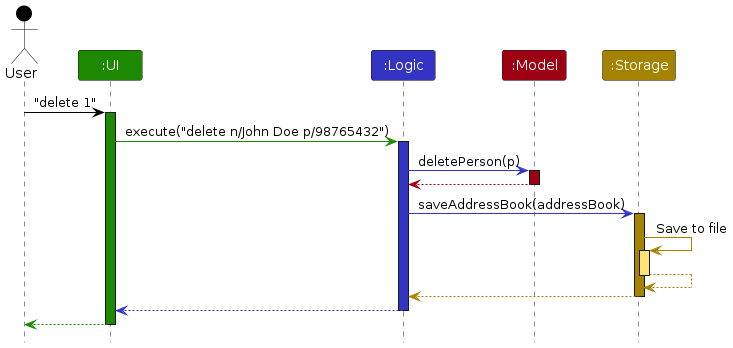 User
:UI
:Logic
:Model
:Storage
"delete 1"
execute("delete n/John Doe p/98765432")
deletePerson(p)
saveAddressBook(addressBook)
Save to file